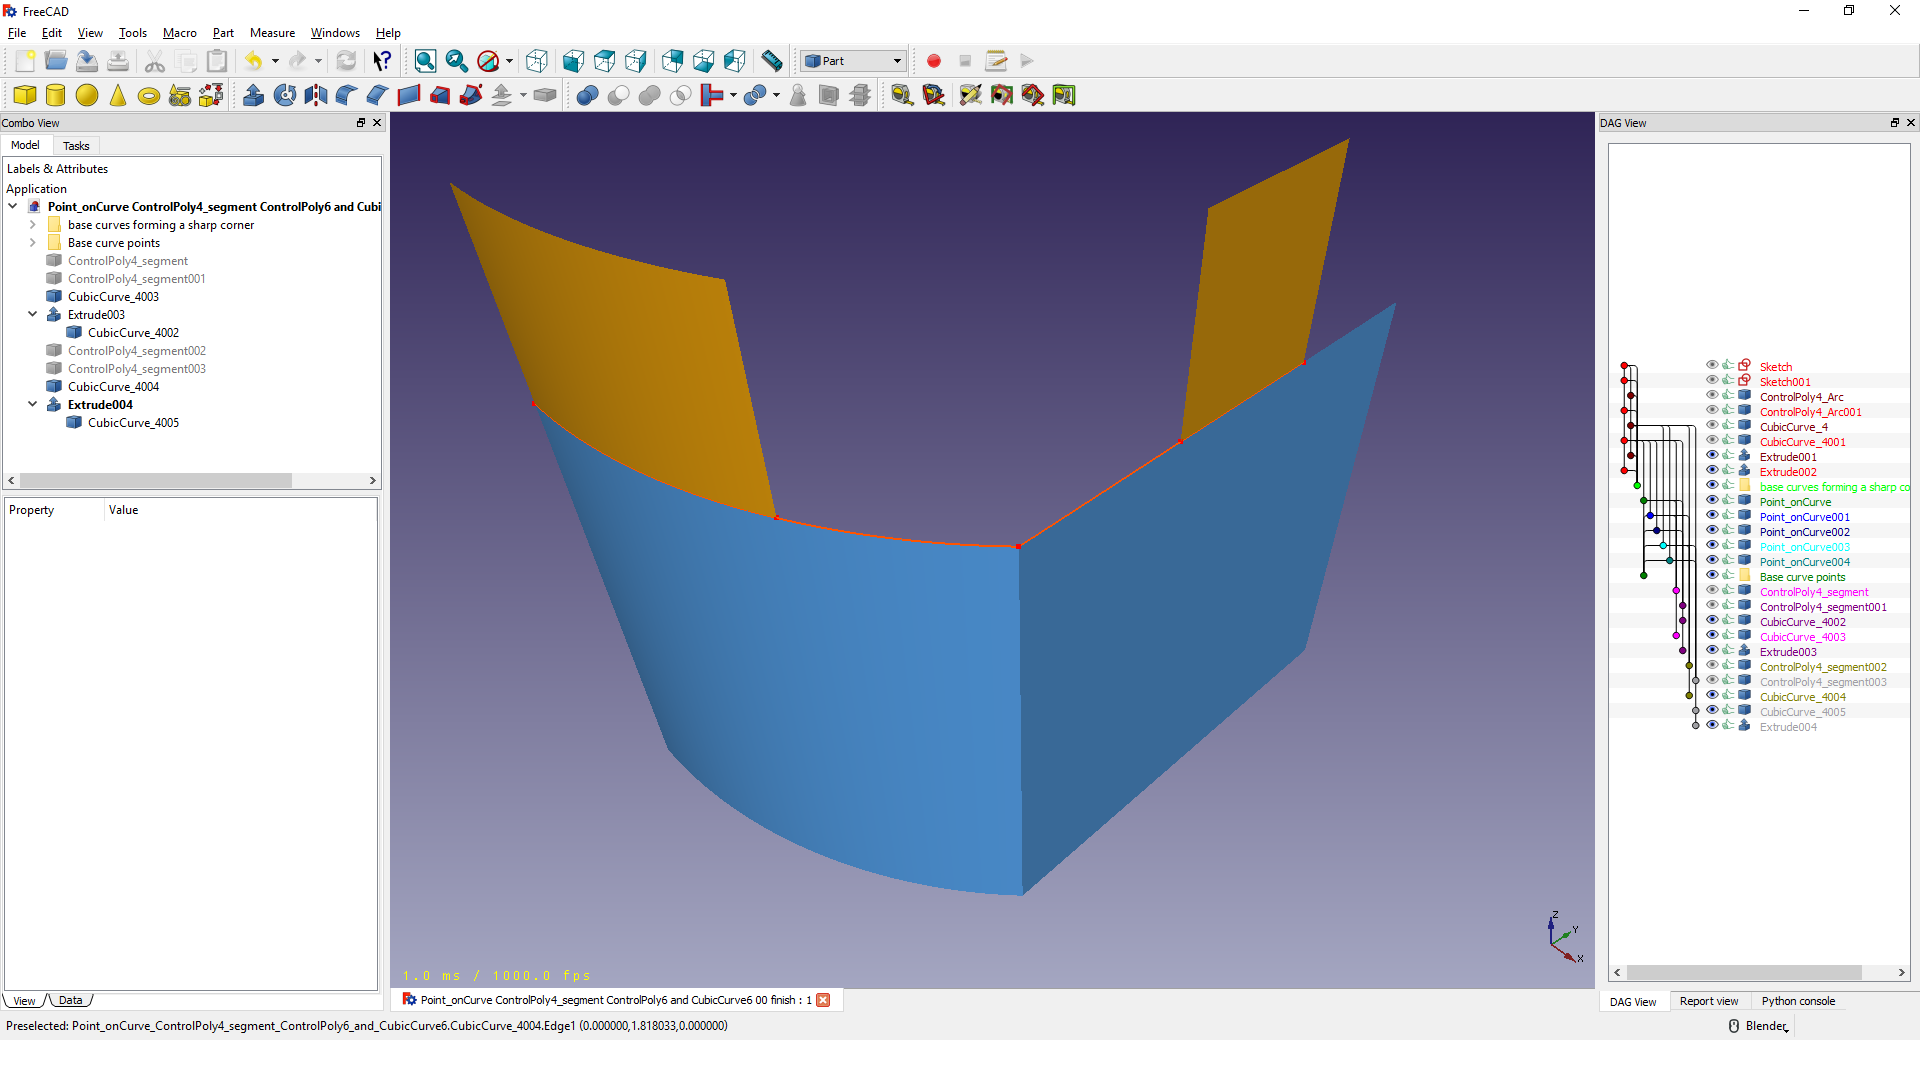 FreeCAD
File Edit View Tools Macro Part Measure Windows Help
Part
Combo View
Model Tasks
Labels & Attributes
Application
Point_onCurve ControlPoly4_segment ControlPoly6 and Cubi
base curves forming a sharp corner
Base curve points
ControlPoly4_segment
ControlPoly4_segment001
CubicCurve_4003
Extrude003
CubicCurve_4002
ControlPoly4_segment002
ControlPoly4_segment003
CubicCurve_4004
Extrude004
CubicCurve_4005
Property Value
View Data
1.0 ms / 1000.0 fps
Z
Y
X
Point_onCurve ControlPoly4_segment ControlPoly6 and CubicCurve6 00 finish : 1
DAG View
Sketch
Sketch001
ControlPoly4_Arc
ControlPoly4_Arc001
CubicCurve_4
CubicCurve_4001
Extrude001
Extrude002
base curves forming a sharp co
Point_onCurve
Point_onCurve001
Point_onCurve002
Point_onCurve003
Point_onCurve004
Base curve points
ControlPoly4_segment
ControlPoly4_segment001
CubicCurve_4002
CubicCurve_4003
Extrude003
ControlPoly4_segment002
ControlPoly4_segment003
CubicCurve_4004
CubicCurve_4005
Extrude004
DAG View Report view Python console
Preselected: Point_onCurve_ControlPoly4_segment_ControlPoly6_and_CubicCurve6.CubicCurve_4004.Edge1 (0.000000,1.818033,0.000000)
Blender